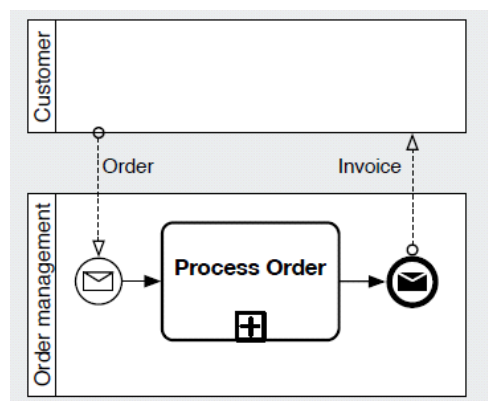 Customer
Order
Invoice
Order management
Process Order